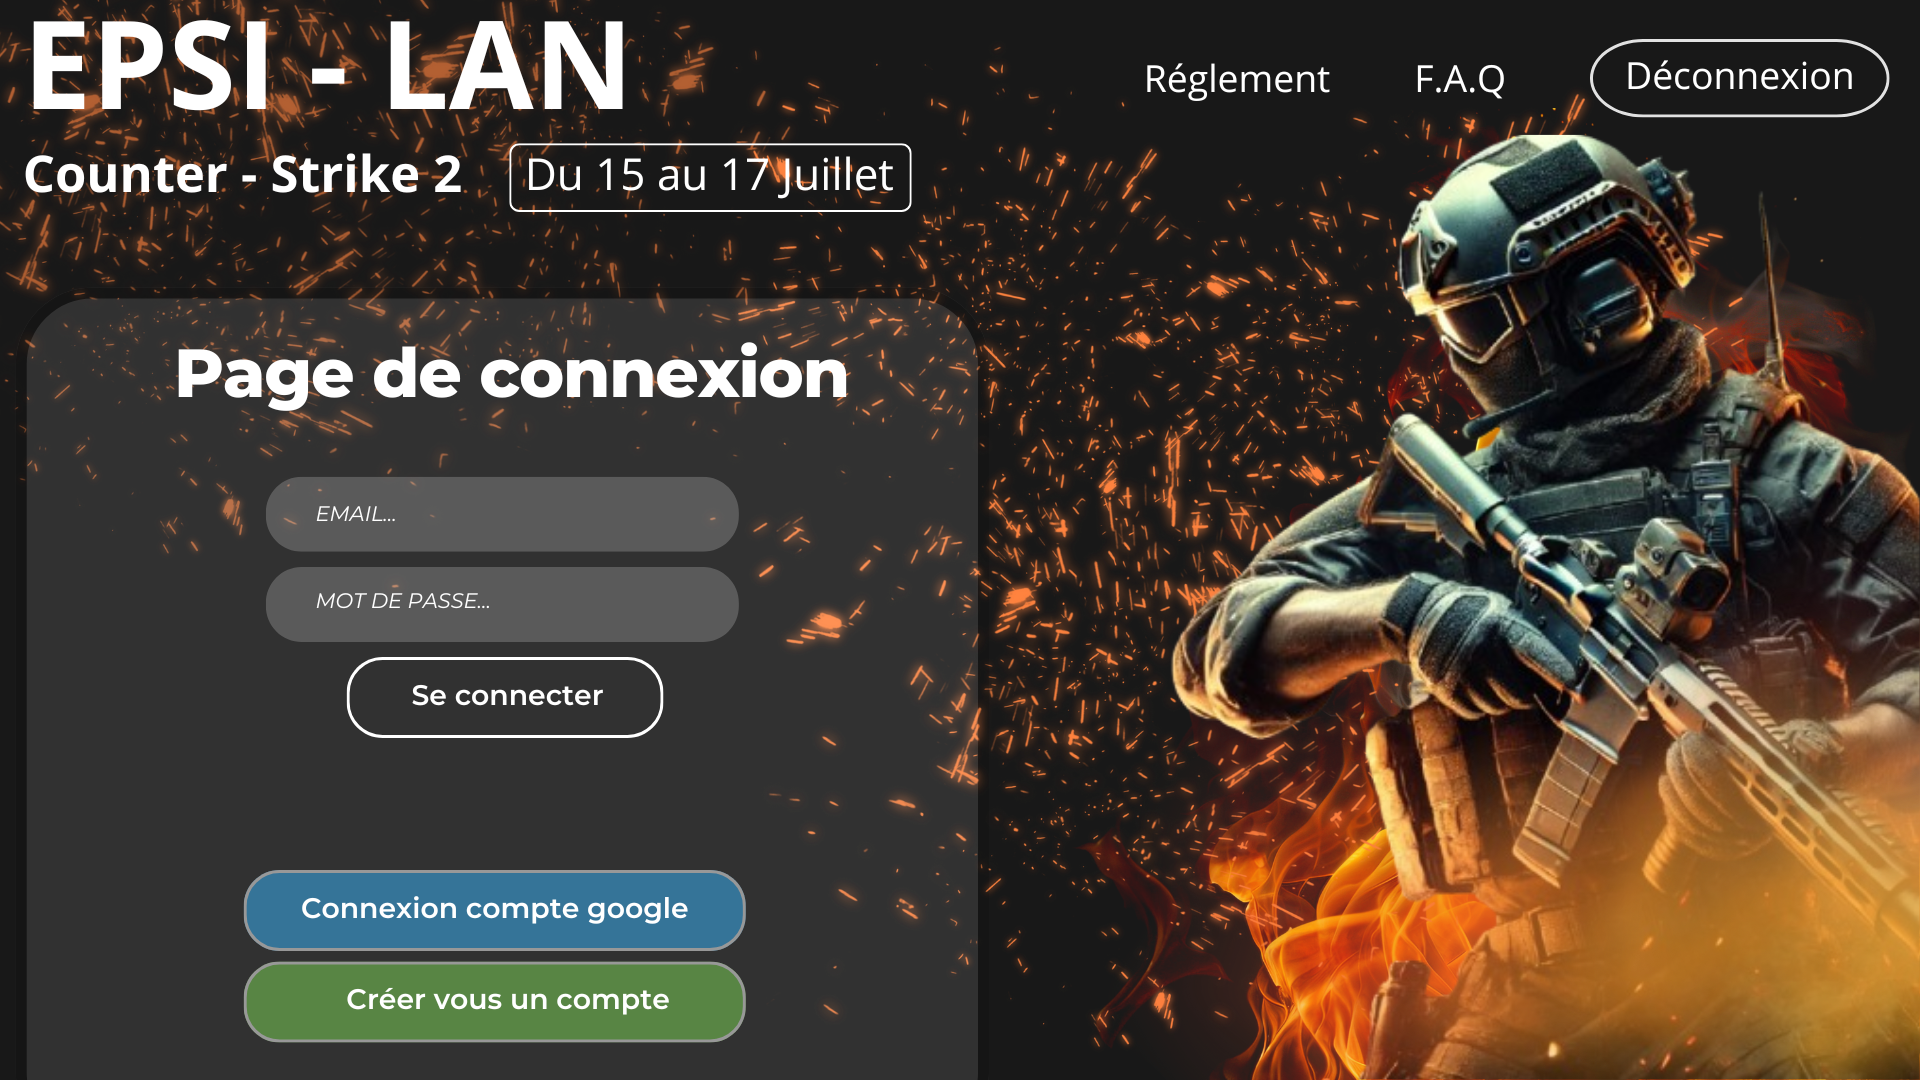 EPSI - LAN
Réglement
F.A.Q
Déconnexion
Counter - Strike 2
Du 15 au 17 Juillet
Page de connexion
EMAIL...
MOT DE PASSE...
Se connecter
Connexion compte google
Créer vous un compte